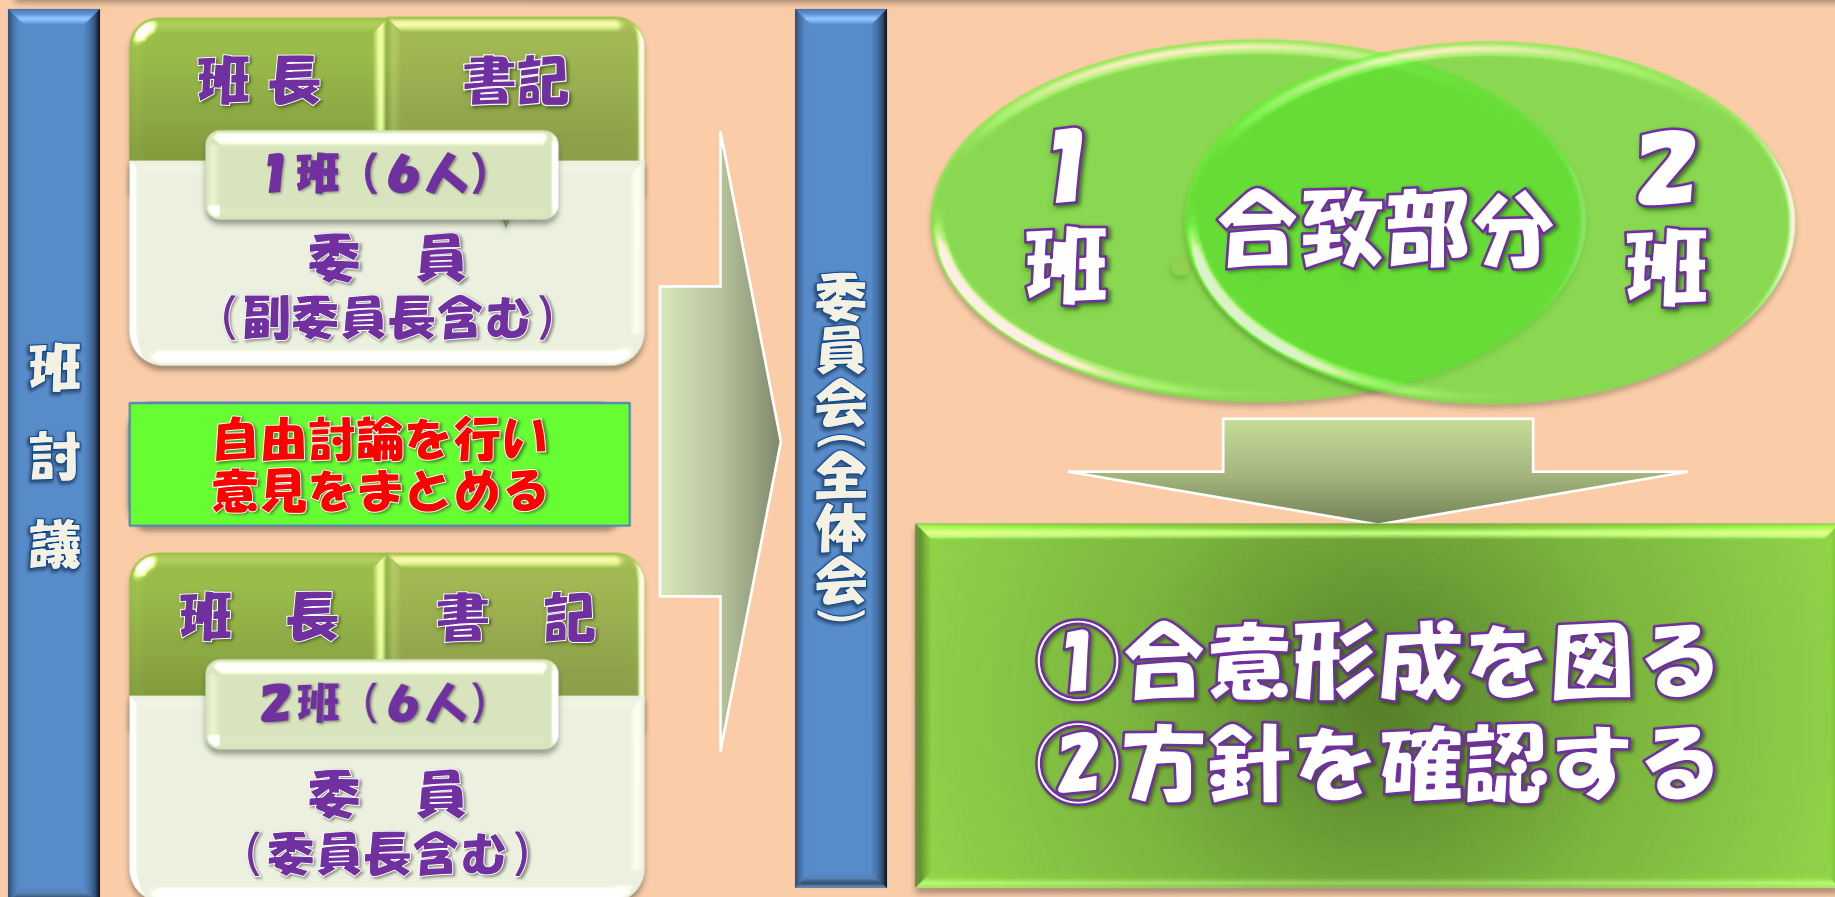 班討議
班長
書記
1班（6人）
委員
（副委員長含む）
自由討論を行い
意見をまとめる
班長
書記
2班（6人）
委員
（委員長含む）
委員会（全体会）
1班
合致部分
2班
①合意形成を図る
②方針を確認する